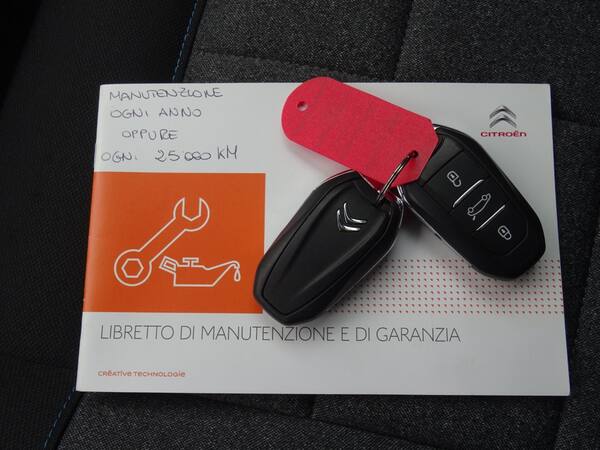 MANUTENZIONE
OGNI ANNO
OPPURE
OGNI 25.000 KM
CITROËN
LIBRETTO DI MANUTENZIONE E DI GARANZIA
CRÉATIVE TECHNOLOGIE